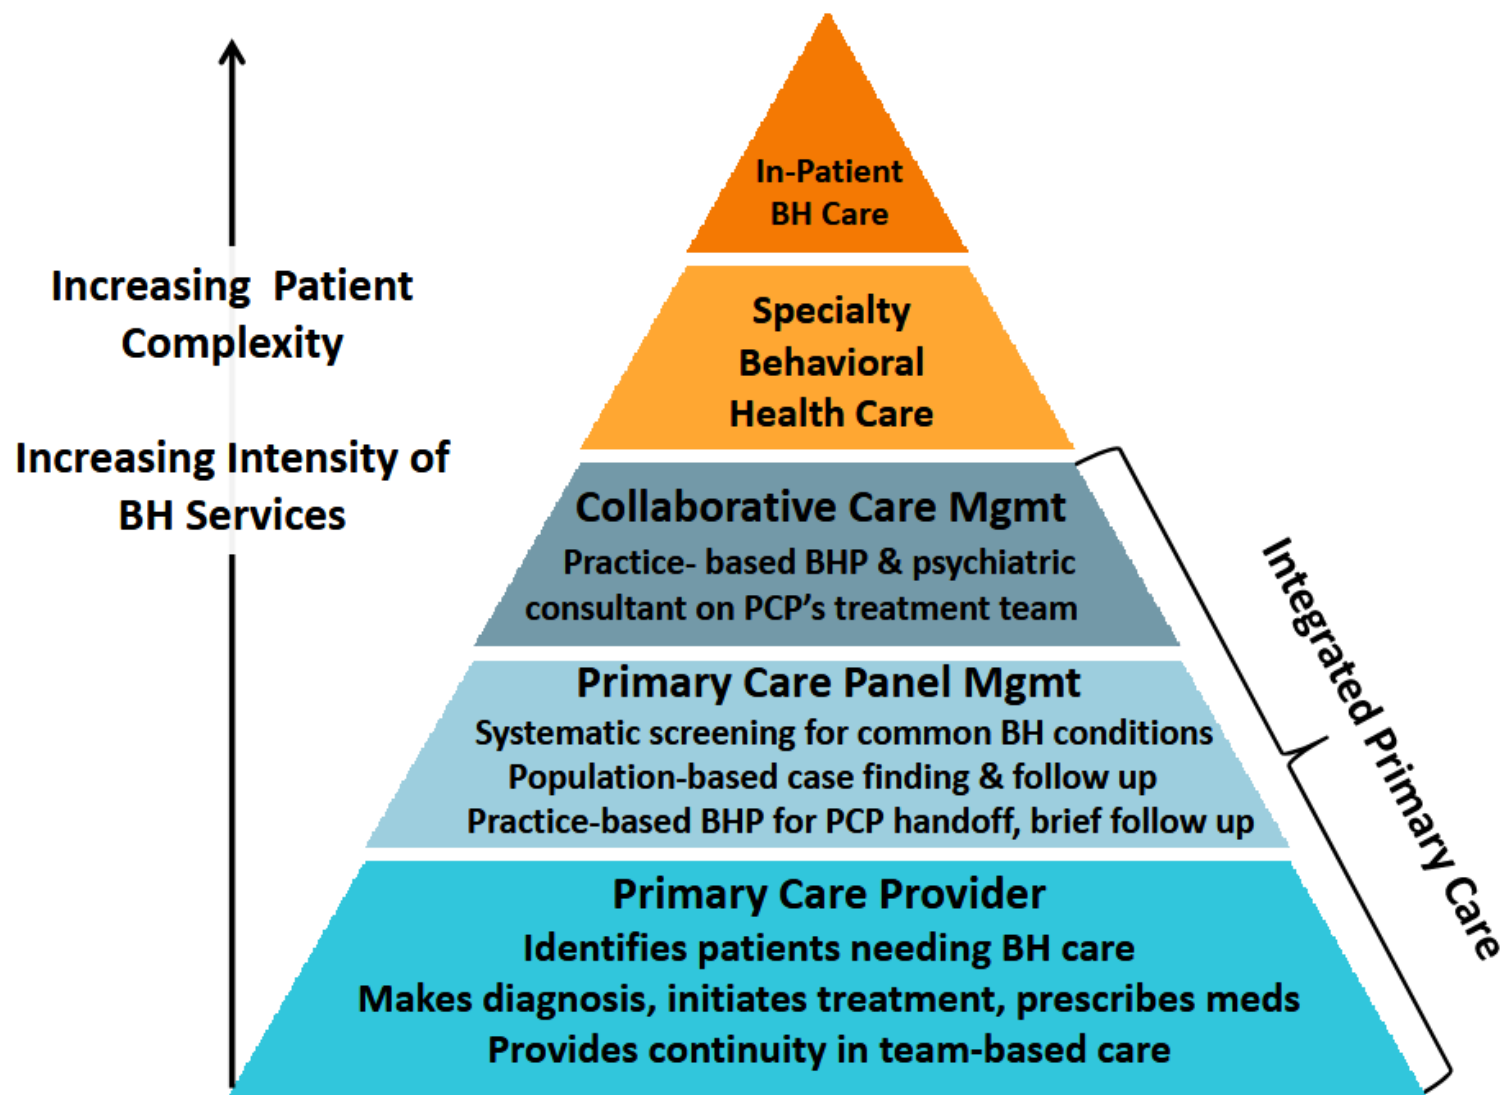 In-Patient
BH Care
Increasing  Patient
Complexity
Increasing Intensity of
BH Services
Specialty
Behavioral
Health Care
Collaborative Care Mgmt
Practice- based BHP & psychiatric
consultant on PCP’s treatment team
Primary Care Panel Mgmt
Systematic screening for common BH conditions
Population-based case finding & follow up
Practice-based BHP for PCP handoff, brief follow up
Primary Care Provider
Identifies patients needing BH care
Makes diagnosis, initiates treatment, prescribes meds
Provides continuity in team-based care
Integrated Primary Care